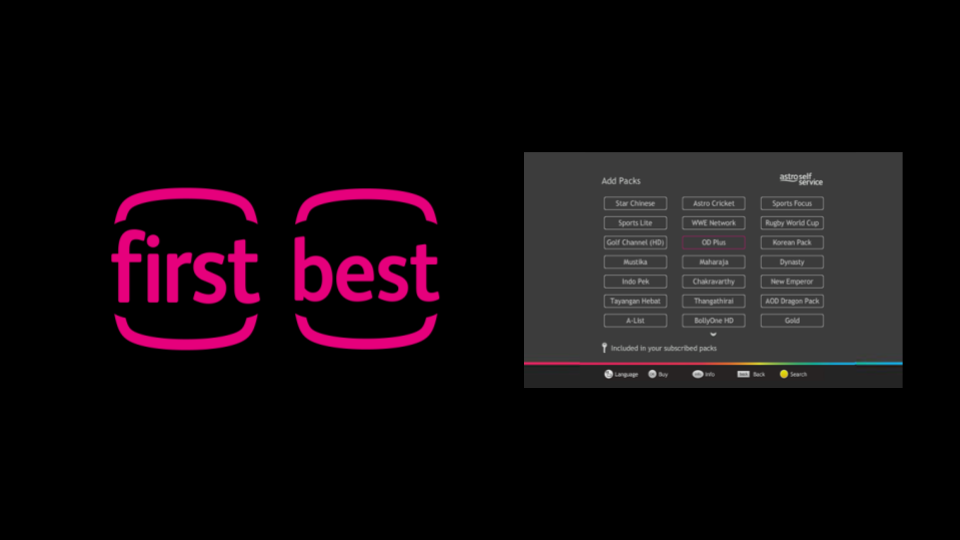 first best
Add Packs
astro self service
Star Chinese Astro Cricket Sports Focus
Sports Lite WWE Network Rugby World Cup
Golf Channel (HD) OD Plus Korean Pack
Mustika Maharaja Dynasty
Indo Pek Chakravarthy New Emperor
Tayangan Hebat Thangathirai AOD Dragon Pack
A-List BollyOne HD Gold
Included in your subscribed packs
Language Buy Info Back Search